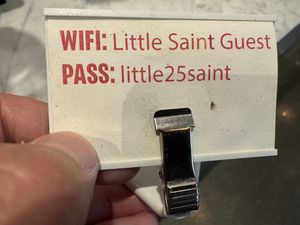 WIFI: Little Saint Guest
PASS: little25saint